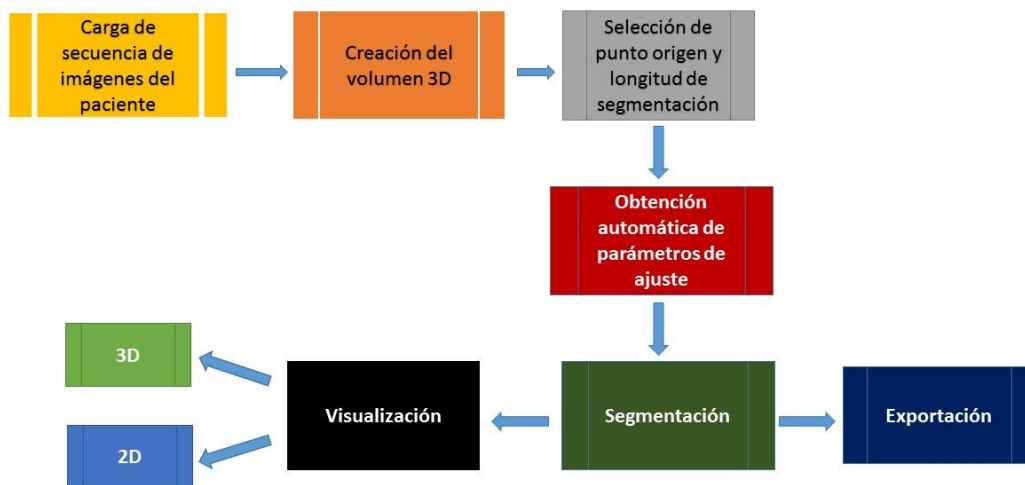 Carga de
secuencia de
imágenes del
paciente
Creación del
volumen 3D
Selección de
punto origen y
longitud de
segmentación
Obtención
automática de
parámetros de
ajuste
Segmentación
Exportación
Visualización
3D
2D